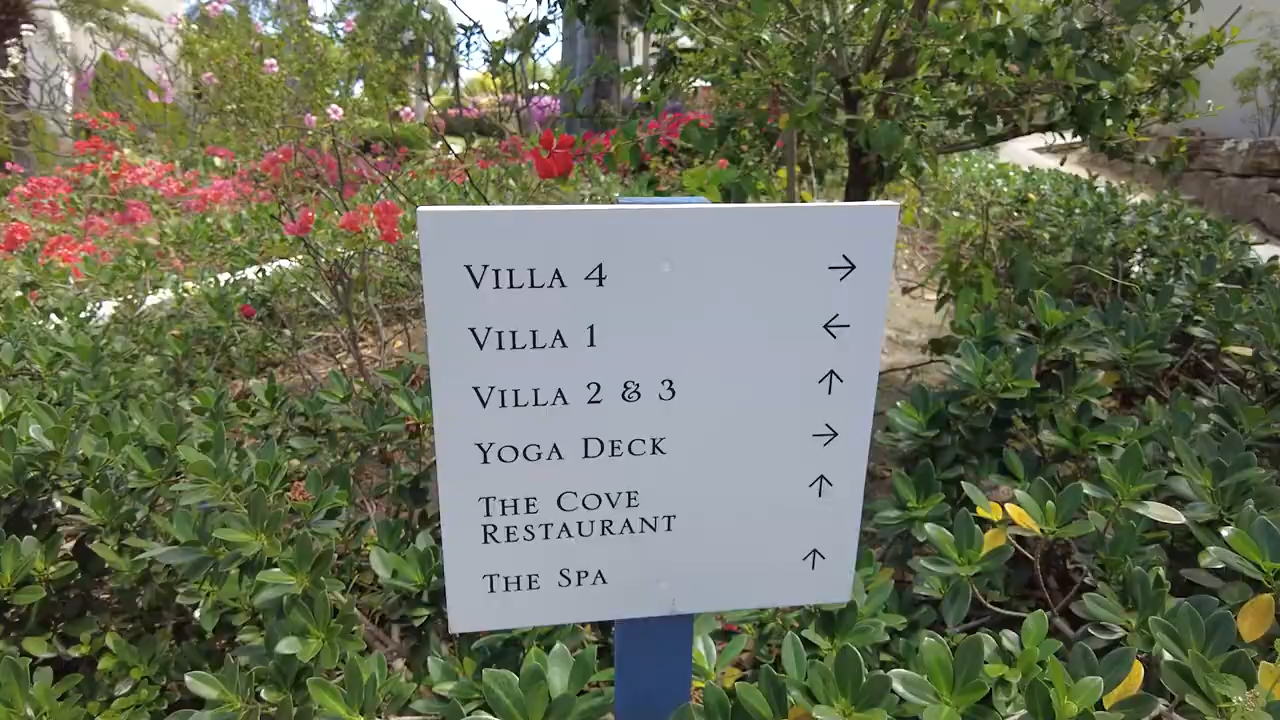 Villa 4 →
Villa 1 ←
Villa 2 & 3 ↑
Yoga Deck →
The Cove ↑
Restaurant
The Spa ↑